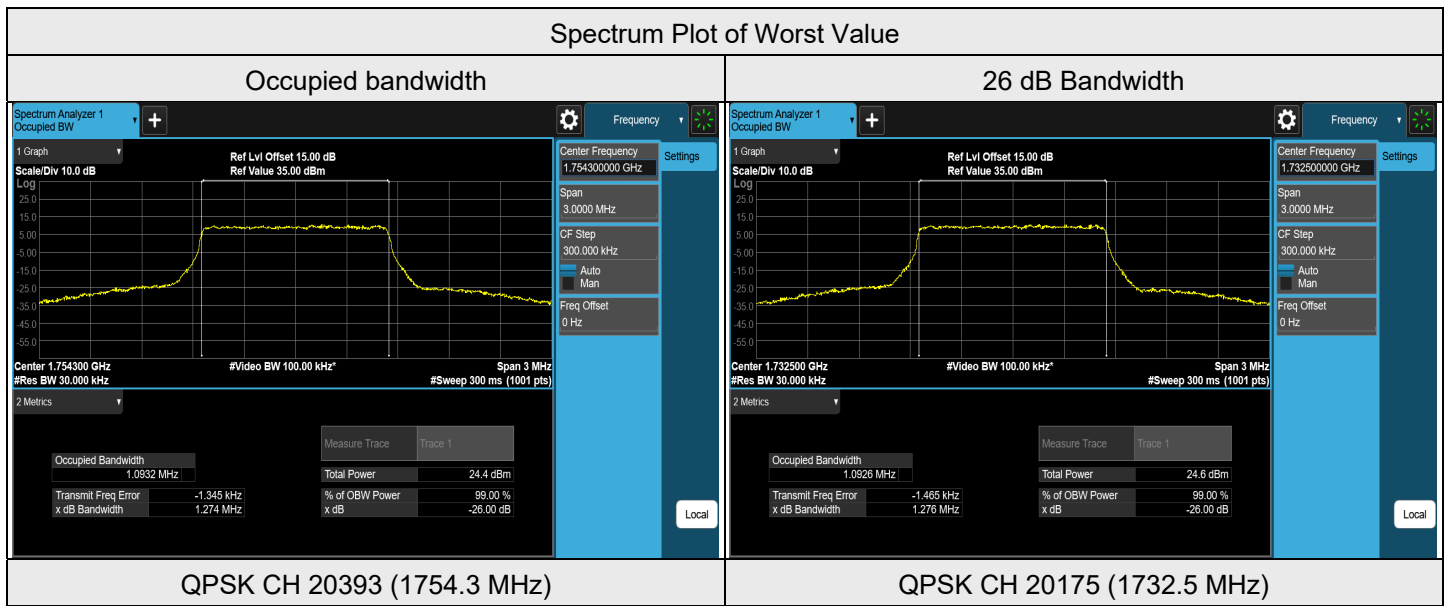 Spectrum Plot of Worst Value
Occupied bandwidth
26 dB Bandwidth
Spectrum Analyzer 1
Occupied BW
+
Frequency
1 Graph
Ref Lvl Offset 15.00 dB
Scale/Div 10.0 dB
Ref Value 35.00 dBm
Log
25.0
15.0
5.00
-5.00
-15.0
-25.0
-35.0
-45.0
-55.0
Center 1.754300 GHz
#Video BW 100.00 kHz*
Span 3 MHz
#Res BW 30.000 kHz
#Sweep 300 ms (1001 pts)
Center Frequency
1.754300000 GHz
Settings
Span
3.0000 MHz
CF Step
300.000 kHz
Auto
Man
Freq Offset
0 Hz
2 Metrics
Measure Trace Trace 1
Occupied Bandwidth
1.0932 MHz
Total Power 24.4 dBm
Transmit Freq Error -1.345 kHz
% of OBW Power 99.00 %
x dB Bandwidth 1.274 MHz
x dB -26.00 dB
Local
Spectrum Analyzer 1
Occupied BW
+
Frequency
1 Graph
Ref Lvl Offset 15.00 dB
Scale/Div 10.0 dB
Ref Value 35.00 dBm
Log
25.0
15.0
5.00
-5.00
-15.0
-25.0
-35.0
-45.0
-55.0
Center 1.732500 GHz
#Video BW 100.00 kHz*
Span 3 MHz
#Res BW 30.000 kHz
#Sweep 300 ms (1001 pts)
Center Frequency
1.732500000 GHz
Settings
Span
3.0000 MHz
CF Step
300.000 kHz
Auto
Man
Freq Offset
0 Hz
2 Metrics
Measure Trace Trace 1
Occupied Bandwidth
1.0926 MHz
Total Power 24.6 dBm
Transmit Freq Error -1.465 kHz
% of OBW Power 99.00 %
x dB Bandwidth 1.276 MHz
x dB -26.00 dB
Local
QPSK CH 20393 (1754.3 MHz)
QPSK CH 20175 (1732.5 MHz)